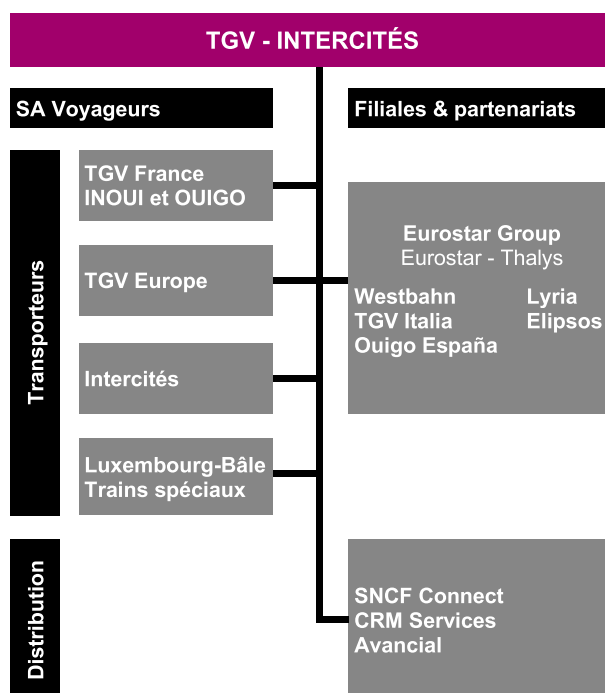 TGV - INTERCITÉS
SA Voyageurs
Filiales & partenariats
Transporteurs
TGV France
INOUI et OUIGO
TGV Europe
Intercités
Luxembourg-Bâle
Trains spéciaux
Eurostar Group
Eurostar - Thalys
Westbahn
TGV Italia
Ouigo España
Lyria
Elipsos
Distribution
SNCF Connect
CRM Services
Avancial